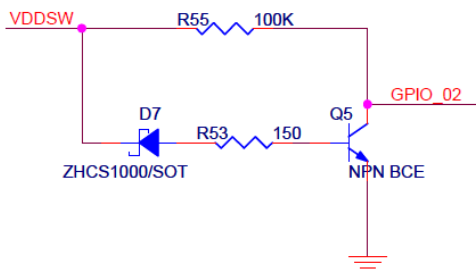 VDDSW
R55 100K
GPIO_02
D7
Q5
R53 150
ZHCS1000/SOT
NPN BCE